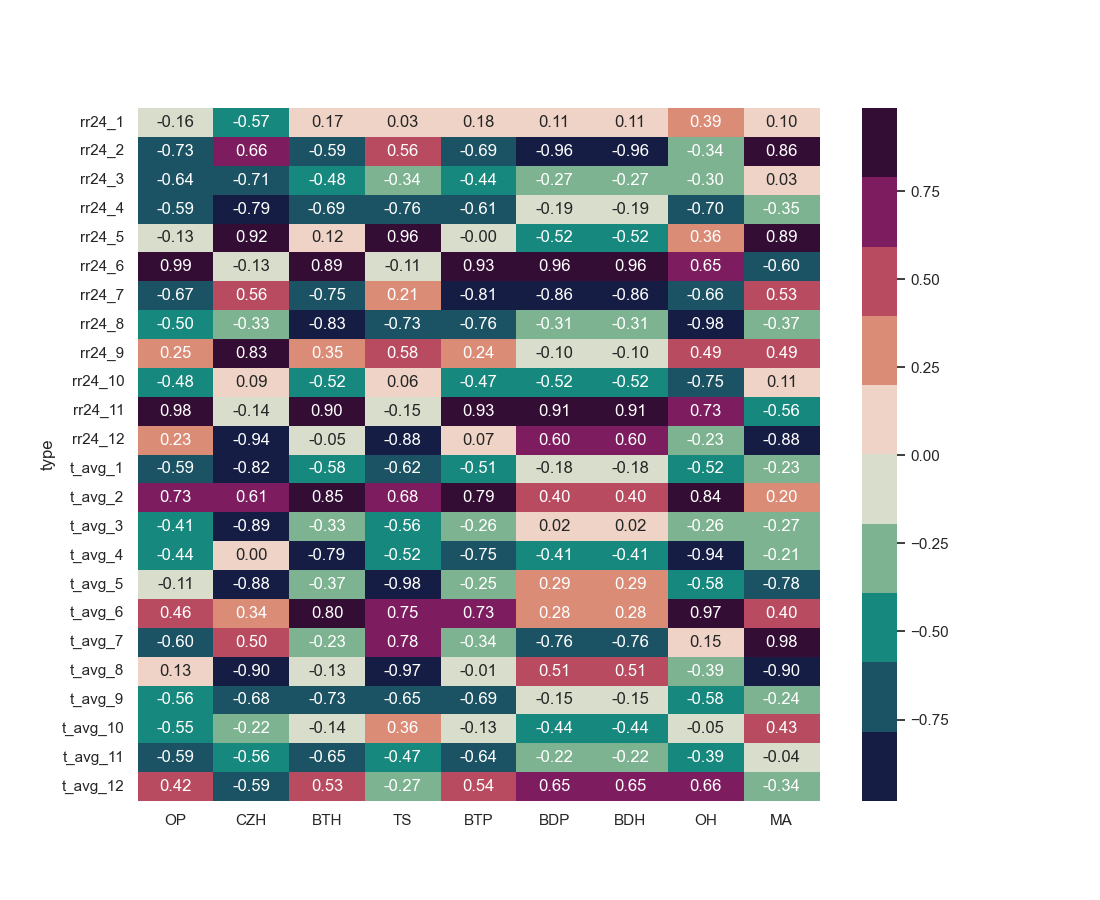 rr24_1 -0.16 -0.57 0.17 0.03 0.18 0.11 0.11 0.39 0.10
rr24_2 -0.73 0.66 -0.59 0.56 -0.69 -0.96 -0.96 -0.34 0.86
rr24_3 -0.64 -0.71 -0.48 -0.34 -0.44 -0.27 -0.27 -0.30 0.03
rr24_4 -0.59 -0.79 -0.69 -0.76 -0.61 -0.19 -0.19 -0.70 -0.35
rr24_5 -0.13 0.92 0.12 0.96 -0.00 -0.52 -0.52 0.36 0.89
rr24_6 0.99 -0.13 0.89 -0.11 0.93 0.96 0.96 0.65 -0.60
rr24_7 -0.67 0.56 -0.75 0.21 -0.81 -0.86 -0.86 -0.66 0.53
rr24_8 -0.50 -0.33 -0.83 -0.73 -0.76 -0.31 -0.31 -0.98 -0.37
rr24_9 0.25 0.83 0.35 0.58 0.24 -0.10 -0.10 0.49 0.49
rr24_10 -0.48 0.09 -0.52 0.06 -0.47 -0.52 -0.52 -0.75 0.11
rr24_11 0.98 -0.14 0.90 -0.15 0.93 0.91 0.91 0.73 -0.56
rr24_12 0.23 -0.94 -0.05 -0.88 0.07 0.60 0.60 -0.23 -0.88
type
t_avg_1 -0.59 -0.82 -0.58 -0.62 -0.51 -0.18 -0.18 -0.52 -0.23
t_avg_2 0.73 0.61 0.85 0.68 0.79 0.40 0.40 0.84 0.20
t_avg_3 -0.41 -0.89 -0.33 -0.56 -0.26 0.02 0.02 -0.26 -0.27
t_avg_4 -0.44 0.00 -0.79 -0.52 -0.75 -0.41 -0.41 -0.94 -0.21
t_avg_5 -0.11 -0.88 -0.37 -0.98 -0.25 0.29 0.29 -0.58 -0.78
t_avg_6 0.46 0.34 0.80 0.75 0.73 0.28 0.28 0.97 0.40
t_avg_7 -0.60 0.50 -0.23 0.78 -0.34 -0.76 -0.76 0.15 0.98
t_avg_8 0.13 -0.90 -0.13 -0.97 -0.01 0.51 0.51 -0.39 -0.90
t_avg_9 -0.56 -0.68 -0.73 -0.65 -0.69 -0.15 -0.15 -0.58 -0.24
t_avg_10 -0.55 -0.22 -0.14 0.36 -0.13 -0.44 -0.44 -0.05 0.43
t_avg_11 -0.59 -0.56 -0.65 -0.47 -0.64 -0.22 -0.22 -0.39 -0.04
t_avg_12 0.42 -0.59 0.53 -0.27 0.54 0.65 0.65 0.66 -0.34
OP CZH BTH TS BTP BDP BDH OH MA
0.75
0.50
0.25
0.00
−0.25
−0.50
−0.75